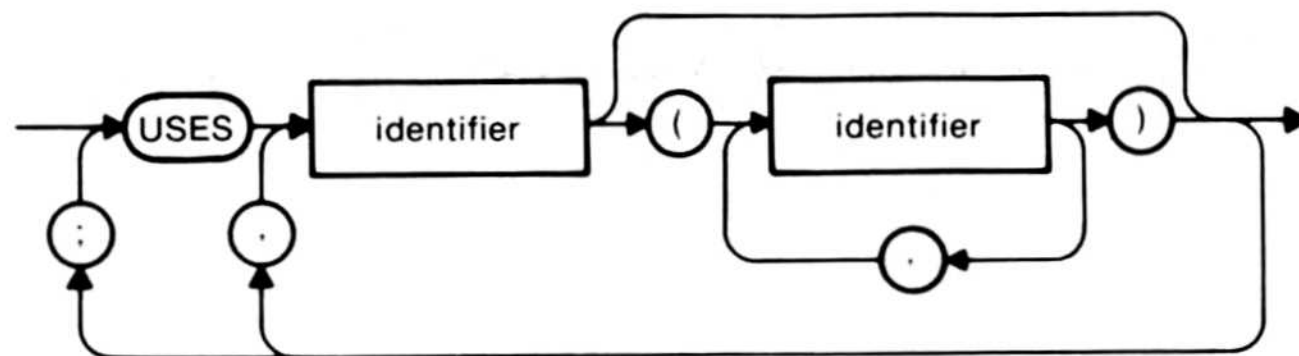 USES identifier ( identifier )
; , ,